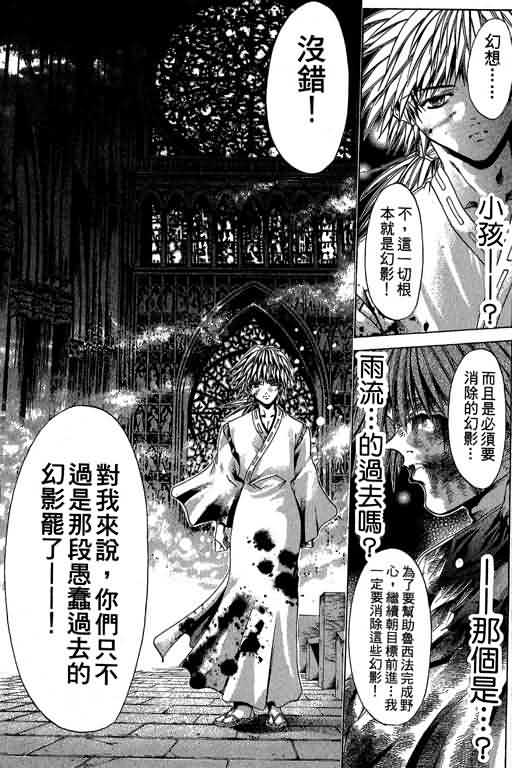 幻想……
小孩——？
不，這一切根
本就是幻影！
而且是必須要
消除的幻影…
雨流…的過去嗎？
——那個是…？
為了要幫助魯西法完成野
心，繼續朝目標前進…我
一定要消除這些幻影！
沒錯！
對我來說，你們只不
過是那段愚蠢過去的
幻影罷了———！